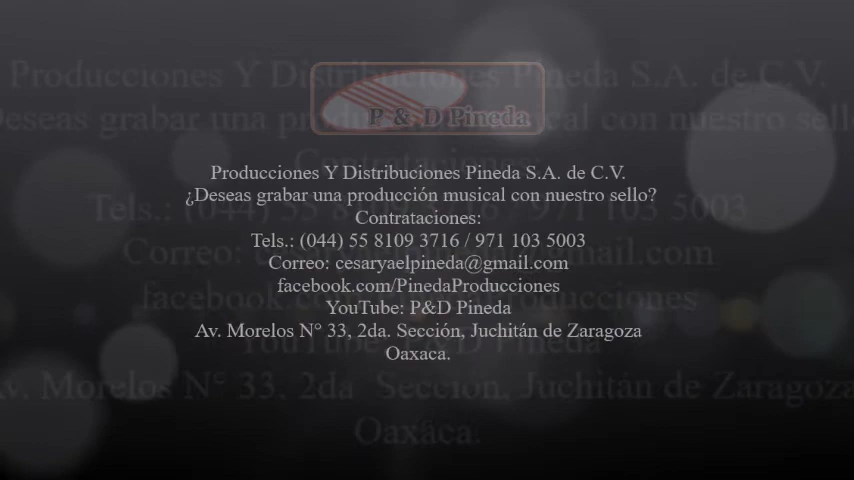 P & D Pineda
Producciones Y Distribuciones Pineda S.A. de C.V.
¿Deseas grabar una producción musical con nuestro sello?
Contrataciones:
Tels.: (044) 55 8109 3716 / 971 103 5003
Correo: cesaryaelpineda@gmail.com
facebook.com/PinedaProducciones
YouTube: P&D Pineda
Av. Morelos N° 33, 2da. Sección, Juchitán de Zaragoza
Oaxaca.